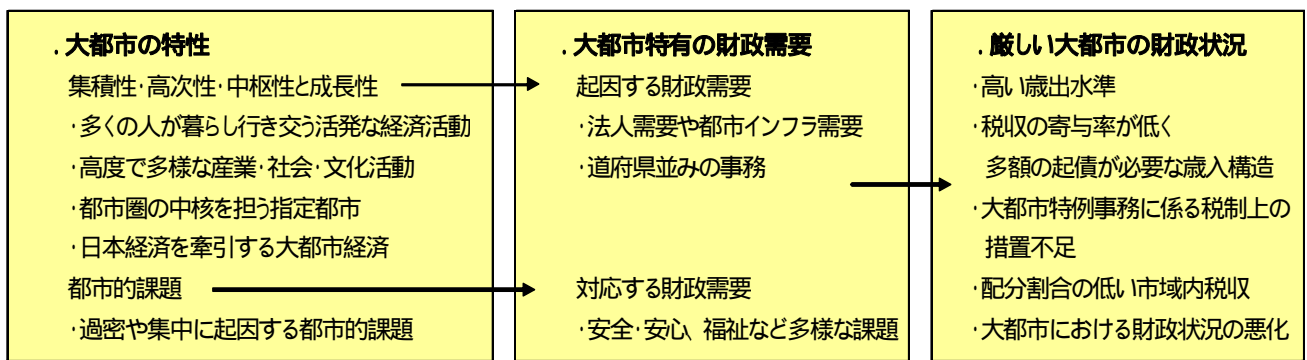 .大都市の特性
集積性・高次性・中枢性と成長性
・多くの人が暮らし行き交う活発な経済活動
・高度で多様な産業・社会・文化活動
・都市圏の中核を担う指定都市
・日本経済を牽引する大都市経済
都市的課題
・過密や集中に起因する都市的課題
.大都市特有の財政需要
起因する財政需要
・法人需要や都市インフラ需要
・道府県並みの事務
対応する財政需要
・安全・安心、福祉など多様な課題
.厳しい大都市の財政状況
・高い歳出水準
・税収の寄与率が低く
多額の起債が必要な歳入構造
・大都市特例事務に係る税制上の
措置不足
・配分割合の低い市域内税収
・大都市における財政状況の悪化